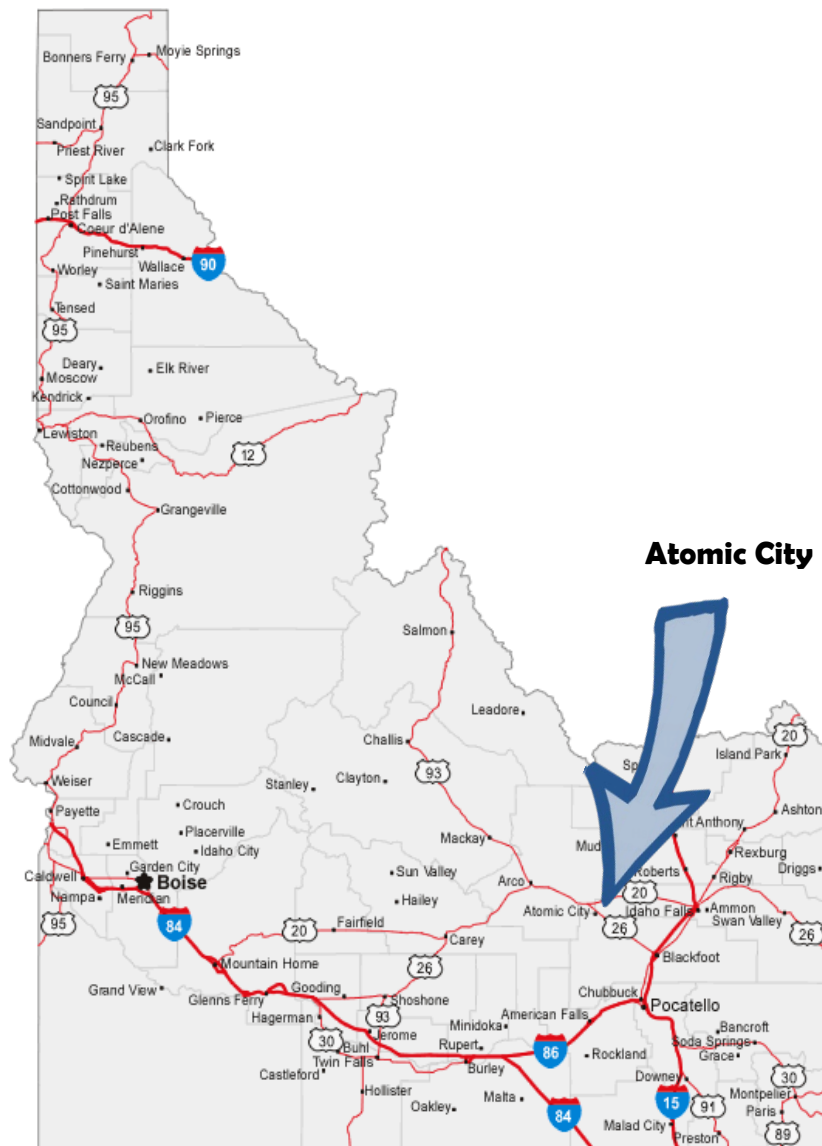 Moyie Springs
Bonners Ferry
95
Sandpoint
Priest River
Clark Fork
Spirit Lake
Rathdrum
Post Falls
Coeur d'Alene
Pinehurst
Wallace
90
Worley
Saint Maries
Tensed
95
Deary
Elk River
Moscow
Kendrick
Orofino
Pierce
Lewiston
Reubens
12
Nezperce
Cottonwood
Grangeville
Atomic City
Riggins
95
Salmon
New Meadows
McCall
Council
Leadore
Cascade
Challis
Midvale
20
Island Park
93
Weiser
Clayton
Stanley
Payette
Crouch
Ashton
Anthony
Placerville
Mackay
Emmett
Idaho City
Rexburg
Garden City
Sun Valley
Roberts
Driggs
Rigby
Caldwell
Boise
Arco
Meridian
Nampa
Hailey
20
Atomic City
Idaho Falls
Ammon
Swan Valley
95
84
20
Fairfield
26
26
Carey
Blackfoot
26
Mountain Home
Grand View
Glenns Ferry
Gooding
Shoshone
Chubbuck
Pocatello
Hagerman
93
American Falls
Minidoka
Jerome
Bancroft
30
Buhl
Rupert
86
Soda Springs
Twin Falls
Rockland
Grace
Castleford
Burley
Downey
30
Hollister
Malta
Montpelier
Oakley
84
15
91
Paris
Malad City
Preston
89